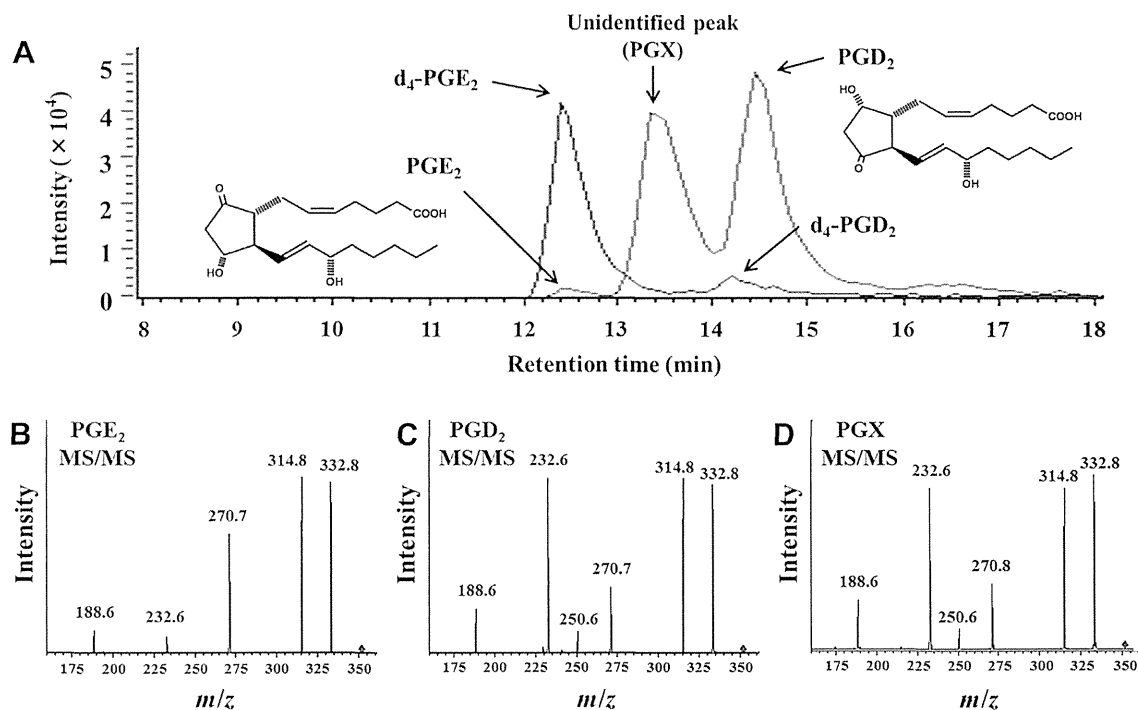 A
Unidentified peak
(PGX)
d₄-PGE₂
PGD₂
PGE₂
d₄-PGD₂
Intensity ( × 10⁴)
5
4
3
2
1
0
O
COOH
HO
OH
HO
COOH
O
OH
8 9 10 11 12 13 14 15 16 17 18
Retention time (min)
B
PGE₂
MS/MS
Intensity
188.6
232.6
270.7
314.8
332.8
175 200 225 250 275 300 325 350
m/z
C
PGD₂
MS/MS
Intensity
188.6
232.6
250.6
270.7
314.8
332.8
175 200 225 250 275 300 325 350
m/z
D
PGX
MS/MS
Intensity
188.6
232.6
250.6
270.8
314.8
332.8
175 200 225 250 275 300 325 350
m/z